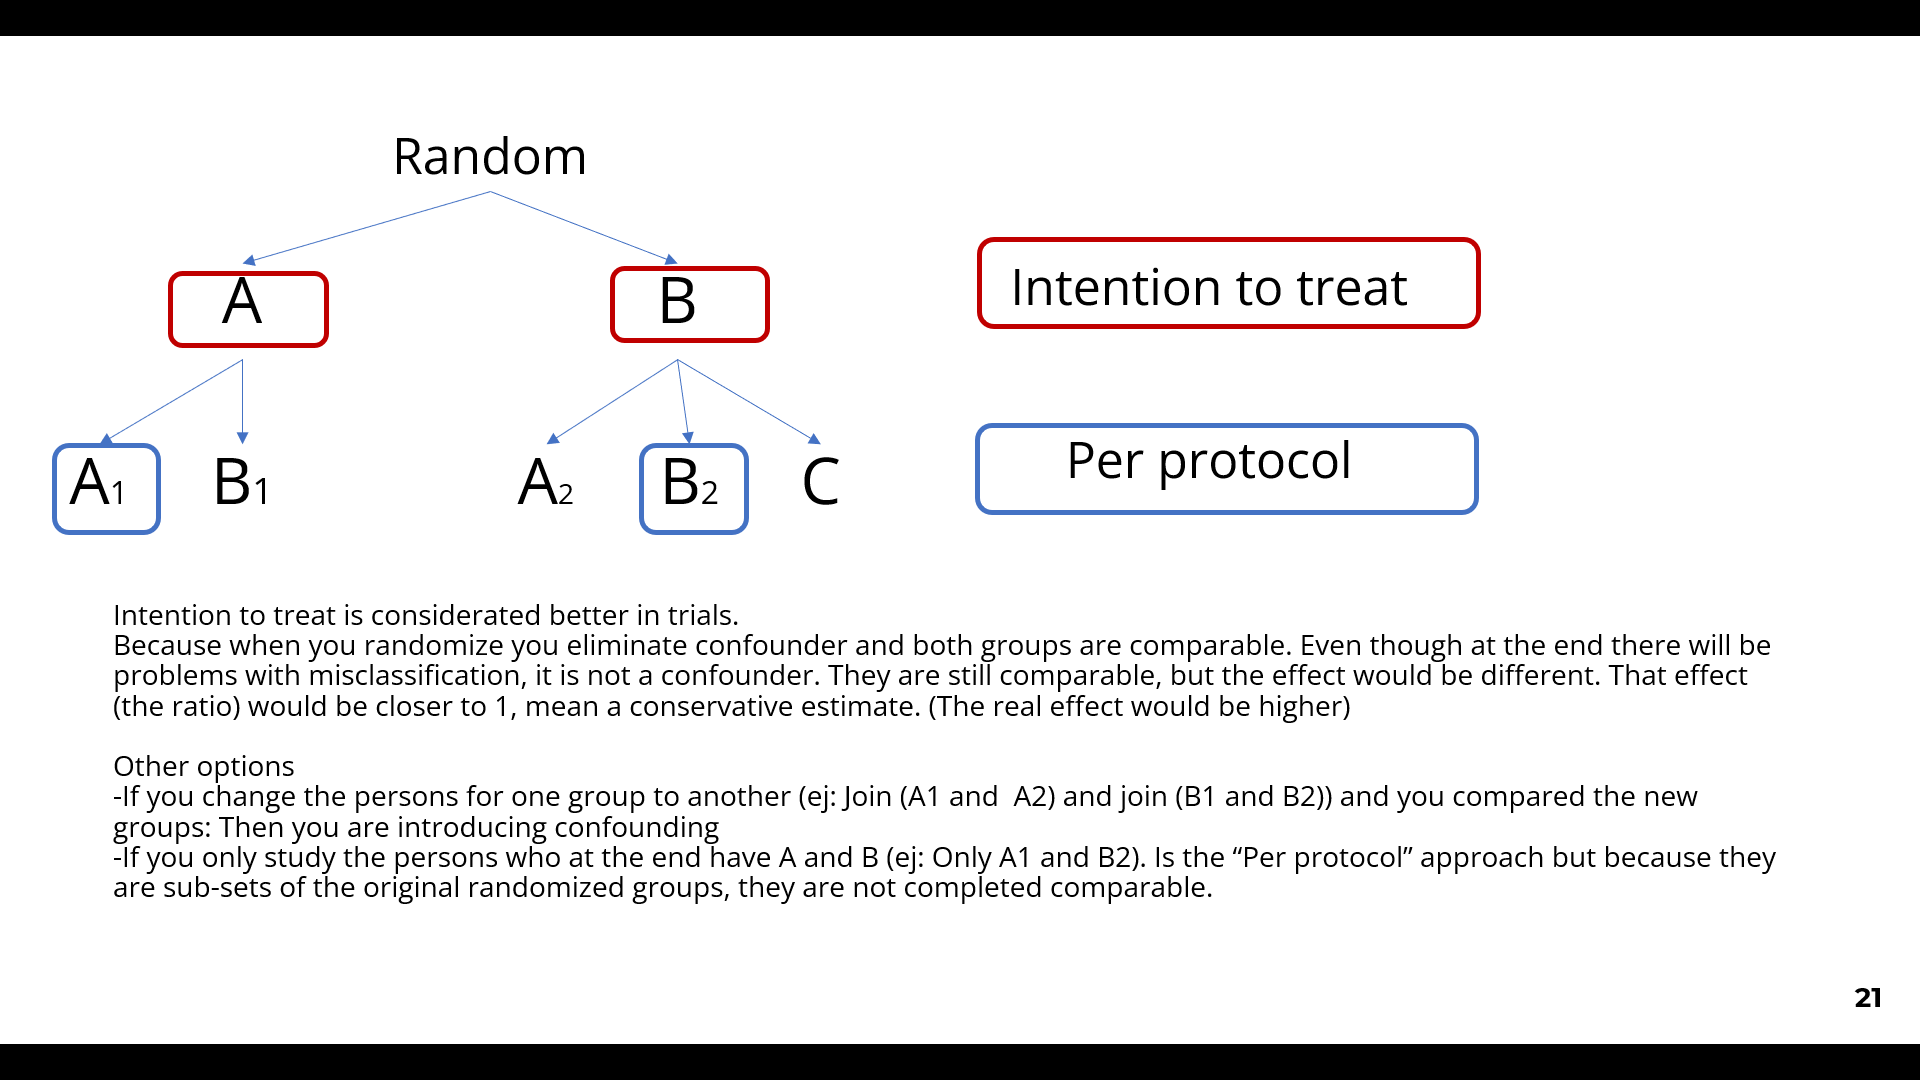 Random
A
B
Intention to treat
Per protocol
A1
B1
A2
B2
C
Intention to treat is considerated better in trials.
Because when you randomize you eliminate confounder and both groups are comparable. Even though at the end there will be
problems with misclassification, it is not a confounder. They are still comparable, but the effect would be different. That effect
(the ratio) would be closer to 1, mean a conservative estimate. (The real effect would be higher)
Other options
-If you change the persons for one group to another (ej: Join (A1 and  A2) and join (B1 and B2)) and you compared the new
groups: Then you are introducing confounding
-If you only study the persons who at the end have A and B (ej: Only A1 and B2). Is the “Per protocol” approach but because they
are sub-sets of the original randomized groups, they are not completed comparable.
21